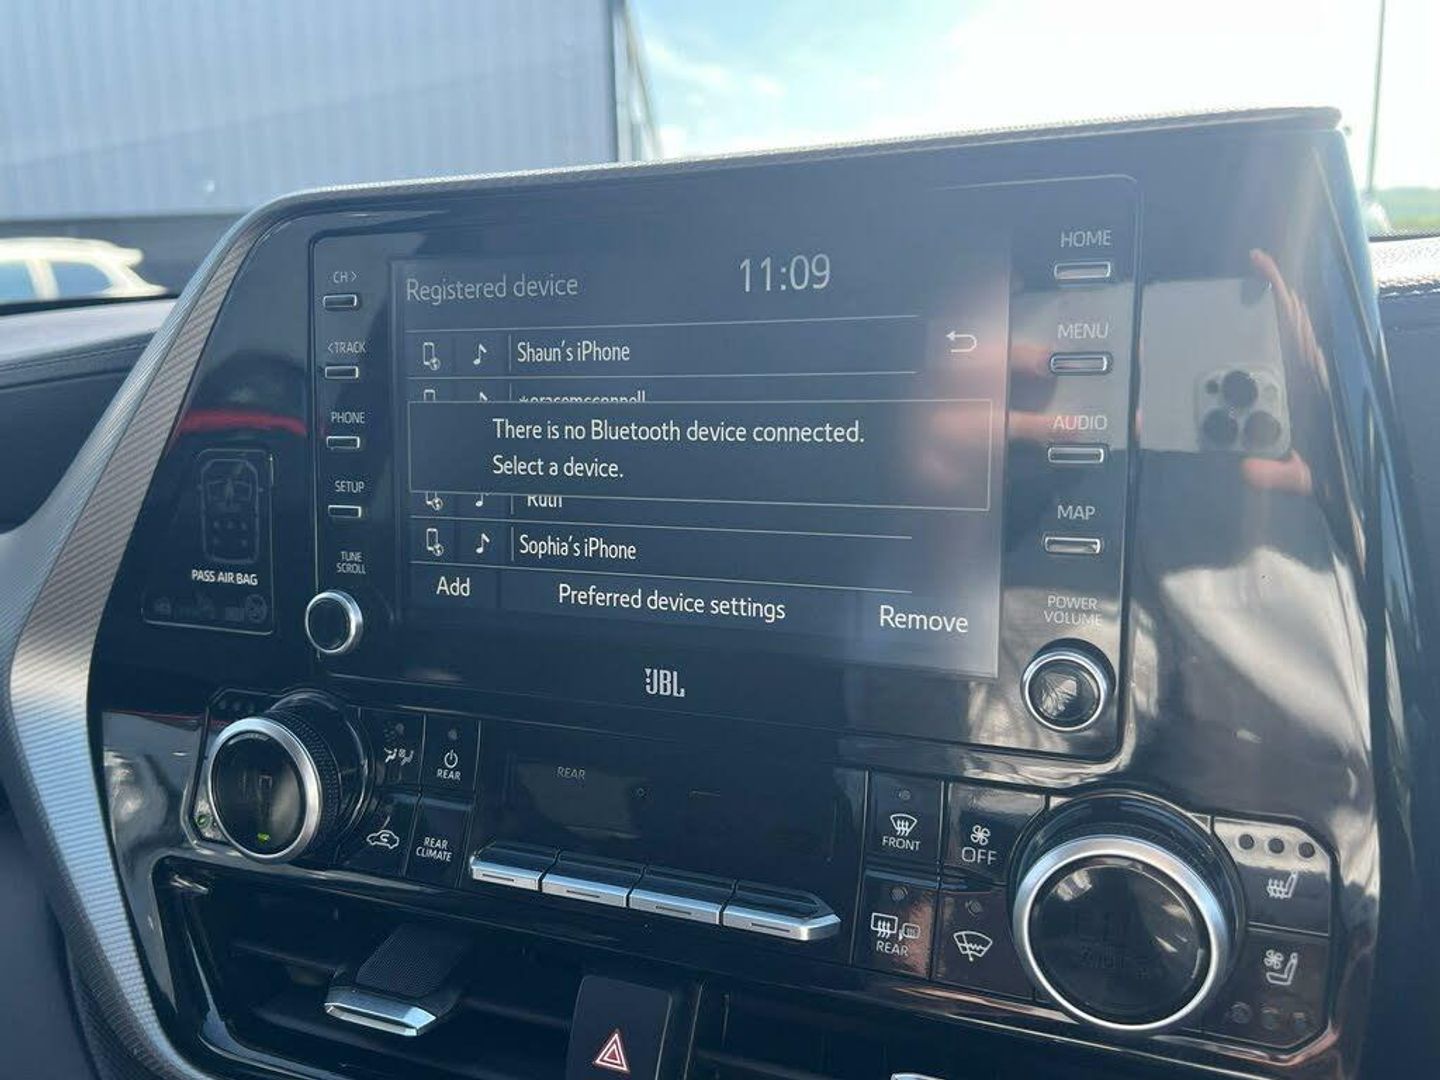 CH >
< TRACK
PHONE
SETUP
TUNE
SCROLL
Registered device
11:09
Shaun's iPhone
There is no Bluetooth device connected.
Select a device.
Ruth
Sophia's iPhone
Add
Preferred device settings
Remove
HOME
MENU
AUDIO
MAP
POWER
VOLUME
PASS AIR BAG
JBL
REAR
REAR
CLIMATE
REAR
FRONT
OFF
REAR